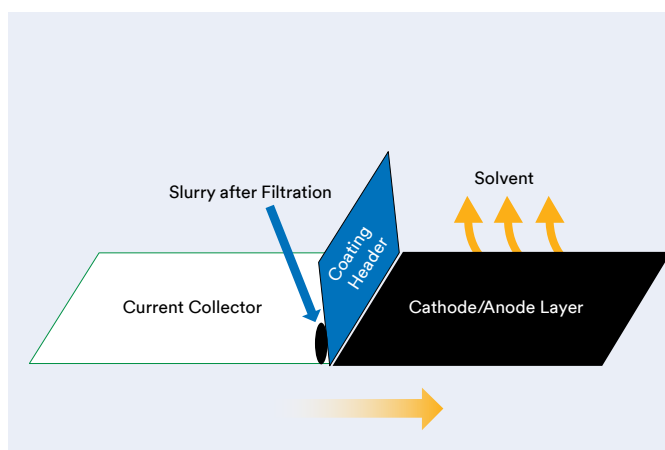 Solvent
Slurry after Filtration
Coating
Header
Current Collector
Cathode/Anode Layer